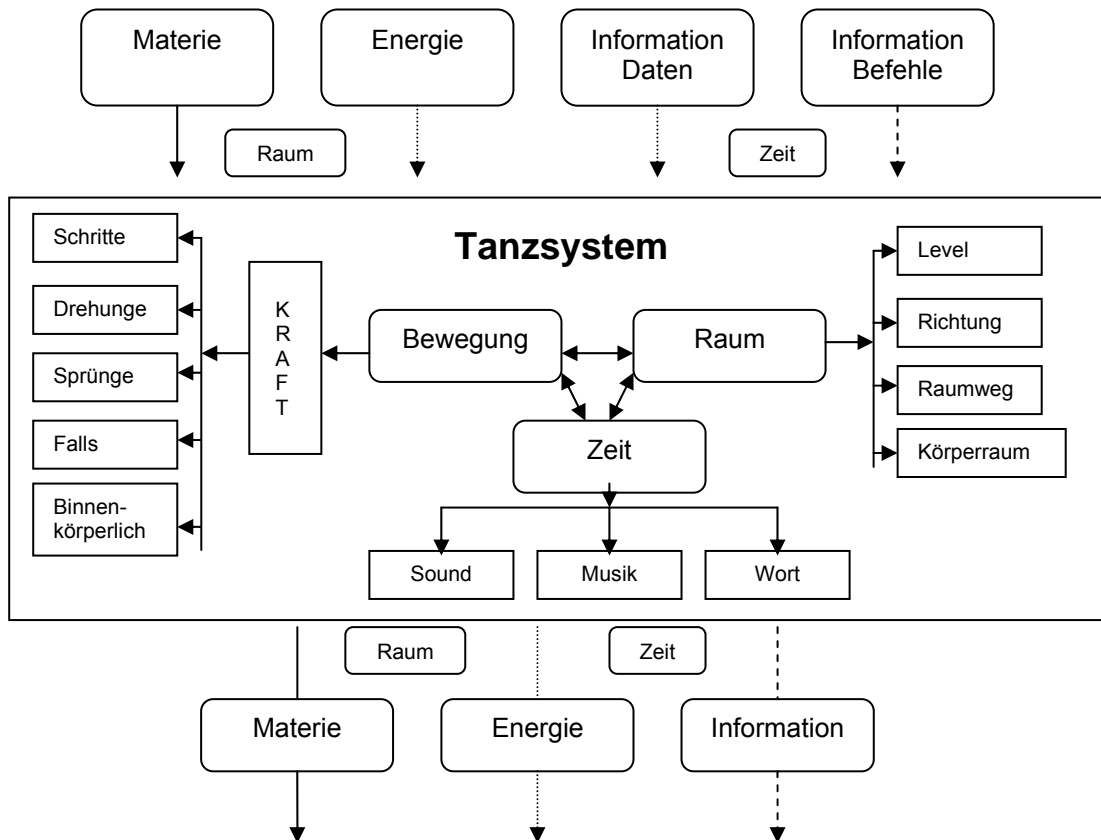 Materie
Energie
Information
Daten
Information
Befehle
Raum
Zeit
Tanzsystem
Schritte
Drehunge
Sprünge
Falls
Binnen-
körperlich
K
R
A
F
T
Bewegung
Raum
Zeit
Level
Richtung
Raumweg
Körperraum
Sound
Musik
Wort
Raum
Zeit
Materie
Energie
Information